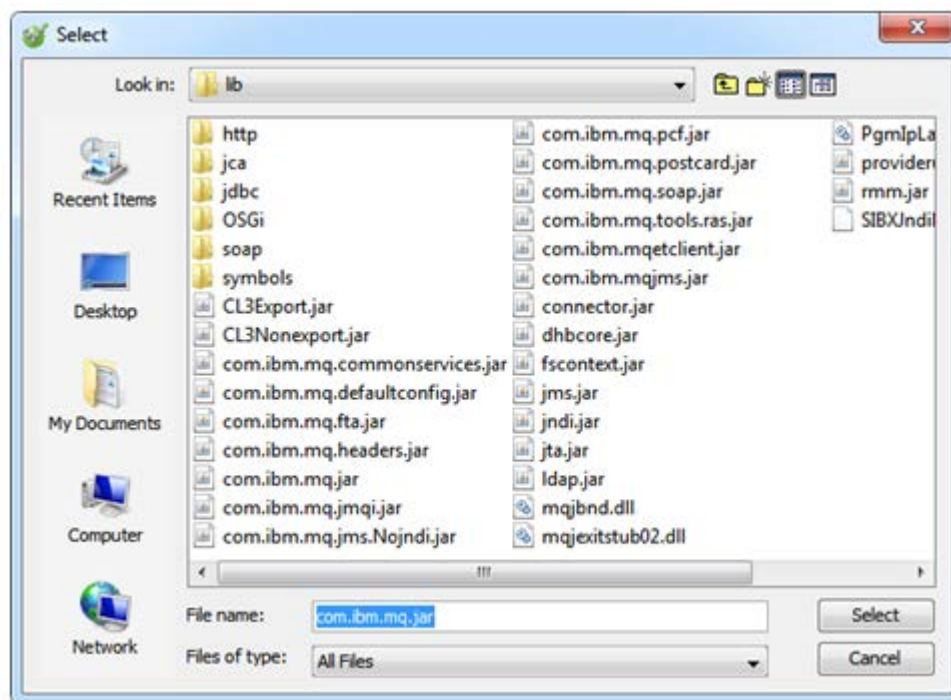 Select
Look in:
lib
Recent Items
Desktop
My Documents
Computer
Network
http
jca
jdbc
OSGi
soap
symbols
CL3Export.jar
CL3Nonexport.jar
com.ibm.mq.commonservices.jar
com.ibm.mq.defaultconfig.jar
com.ibm.mq.fta.jar
com.ibm.mq.headers.jar
com.ibm.mq.jar
com.ibm.mq.jmqi.jar
com.ibm.mq.jms.Nojndi.jar
com.ibm.mq.pcf.jar
com.ibm.mq.postcard.jar
com.ibm.mq.soap.jar
com.ibm.mq.tools.ras.jar
com.ibm.mqetclient.jar
com.ibm.mqjms.jar
connector.jar
dhbcore.jar
fscontext.jar
jms.jar
jndi.jar
jta.jar
ldap.jar
mqjbnd.dll
mqjexitstub02.dll
PgmIpLa
provider
rmm.jar
SIBXJndi
File name:
com.ibm.mq.jar
Select
Files of type:
All Files
Cancel